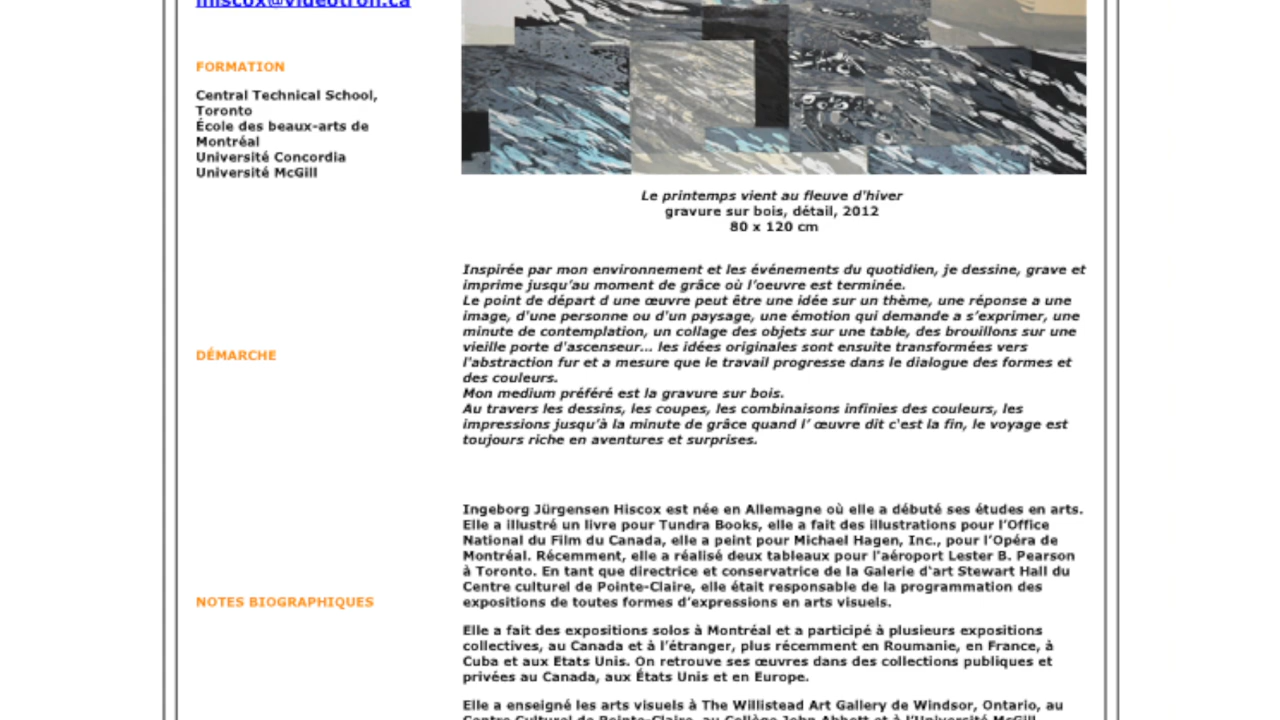 hiscox@videotron.ca
FORMATION
Central Technical School,
Toronto
École des beaux-arts de
Montréal
Université Concordia
Université McGill
Le printemps vient au fleuve d'hiver
gravure sur bois, détail, 2012
80 x 120 cm
DÉMARCHE
Inspirée par mon environnement et les événements du quotidien, je dessine, grave et
imprime jusqu’au moment de grâce où l’oeuvre est terminée.
Le point de départ d une œuvre peut être une idée sur un thème, une réponse a une
image, d'une personne ou d'un paysage, une émotion qui demande a s’exprimer, une
minute de contemplation, un collage des objets sur une table, des brouillons sur une
vieille porte d'ascenseur... les idées originales sont ensuite transformées vers
l'abstraction fur et a mesure que le travail progresse dans le dialogue des formes et
des couleurs.
Mon medium préféré est la gravure sur bois.
Au travers les dessins, les coupes, les combinaisons infinies des couleurs, les
impressions jusqu’à la minute de grâce quand l’ œuvre dit c'est la fin, le voyage est
toujours riche en aventures et surprises.
NOTES BIOGRAPHIQUES
Ingeborg Jürgensen Hiscox est née en Allemagne où elle a débuté ses études en arts.
Elle a illustré un livre pour Tundra Books, elle a fait des illustrations pour l’Office
National du Film du Canada, elle a peint pour Michael Hagen, Inc., pour l’Opéra de
Montréal. Récemment, elle a réalisé deux tableaux pour l'aéroport Lester B. Pearson
à Toronto. En tant que directrice et conservatrice de la Galerie d'art Stewart Hall du
Centre culturel de Pointe-Claire, elle était responsable de la programmation des
expositions de toutes formes d’expressions en arts visuels.
Elle a fait des expositions solos à Montréal et a participé à plusieurs expositions
collectives, au Canada et à l’étranger, plus récemment en Roumanie, en France, à
Cuba et aux Etats Unis. On retrouve ses œuvres dans des collections publiques et
privées au Canada, aux États Unis et en Europe.
Elle a enseigné les arts visuels à The Willistead Art Gallery de Windsor, Ontario, au
Centre Culturel de Pointe-Claire, au Collège John Abbott et à l’Université McGill